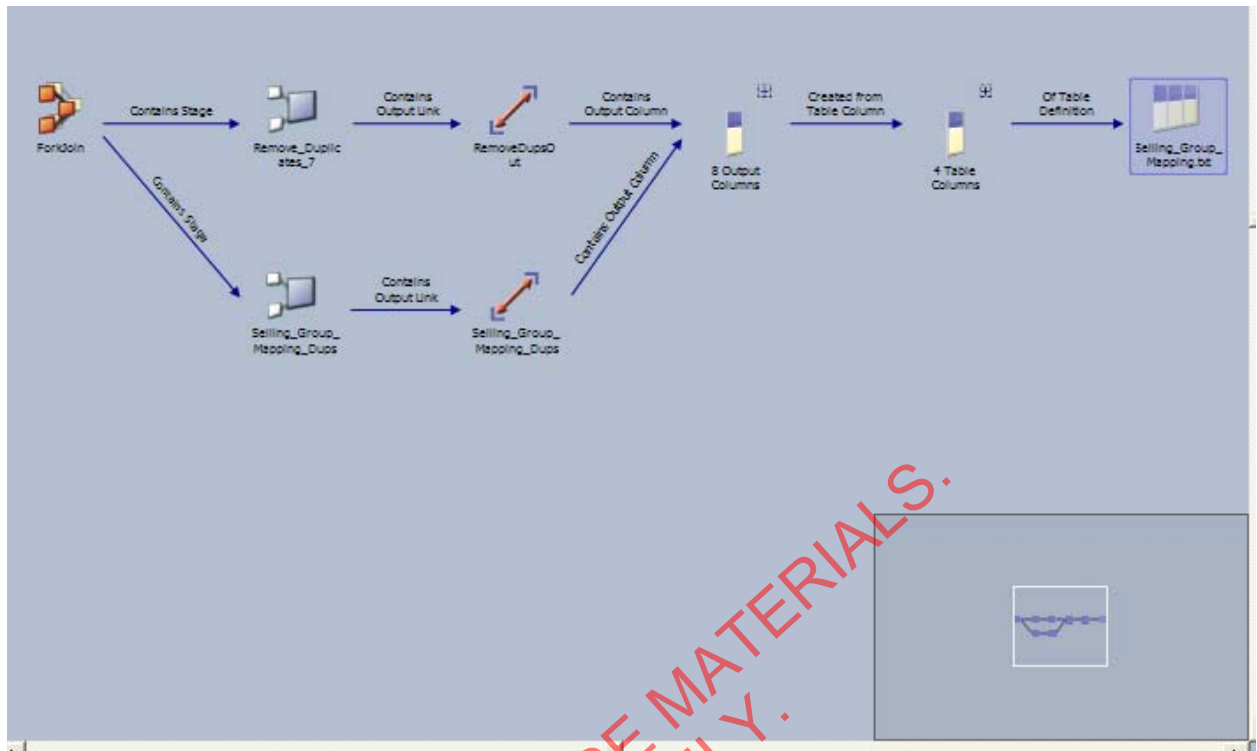 Contains Stage
Contains
Output Link
Contains
Output Column
Created from
Table Column
Of Table
Definition
ForkJoin
Remove_Duplic
ates_7
RemoveDupsO
ut
8 Output
Columns
4 Table
Columns
Selling_Group_
Mapping.txt
Contains Stage
Contains Output Column
Contains
Output Link
Selling_Group_
Mapping_Dups
Selling_Group_
Mapping_Dups
MATERIALS.